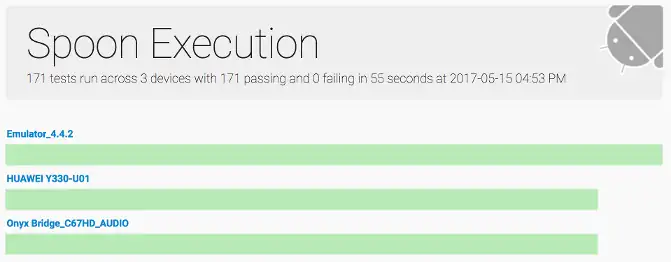 Spoon Execution
171 tests run across 3 devices with 171 passing and 0 failing in 55 seconds at 2017-05-15 04:53 PM
Emulator_4.4.2
HUAWEI Y330-U01
Onyx Bridge_C67HD_AUDIO